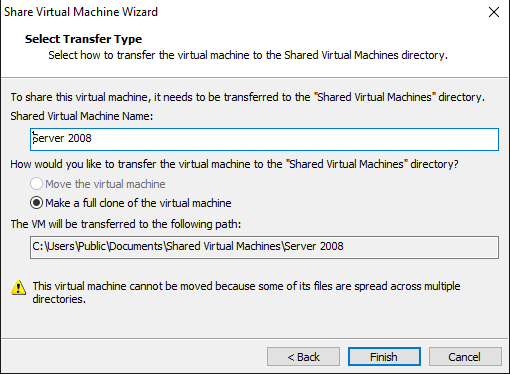 Share Virtual Machine Wizard
Select Transfer Type
Select how to transfer the virtual machine to the Shared Virtual Machines directory.
To share this virtual machine, it needs to be transferred to the "Shared Virtual Machines" directory.
Shared Virtual Machine Name:
Server 2008
How would you like to transfer the virtual machine to the "Shared Virtual Machines" directory?
Move the virtual machine
Make a full clone of the virtual machine
The VM will be transferred to the following path:
C:\Users\Public\Documents\Shared Virtual Machines\Server 2008
This virtual machine cannot be moved because some of its files are spread across multiple
directories.
< Back Finish Cancel